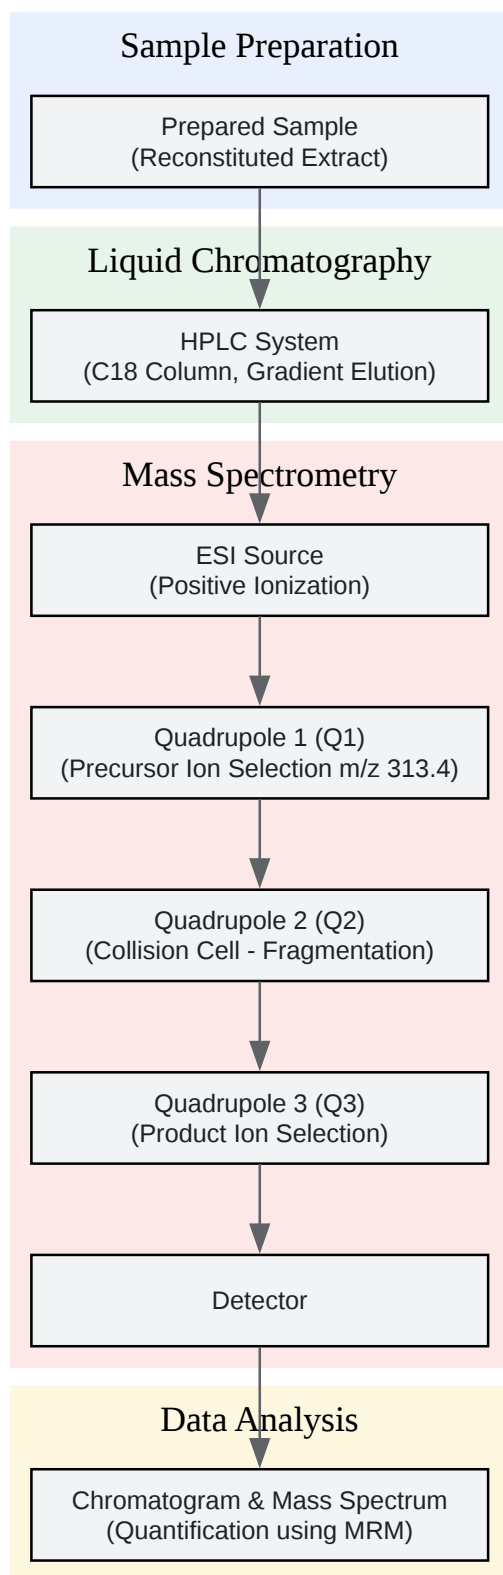 Sample Preparation
Prepared Sample
(Reconstituted Extract)
Liquid Chromatography
HPLC System
(C18 Column, Gradient Elution)
Mass Spectrometry
ESI Source
(Positive Ionization)
Quadrupole 1 (Q1)
(Precursor Ion Selection m/z 313.4)
Quadrupole 2 (Q2)
(Collision Cell - Fragmentation)
Quadrupole 3 (Q3)
(Product Ion Selection)
Detector
Data Analysis
Chromatogram & Mass Spectrum
(Quantification using MRM)